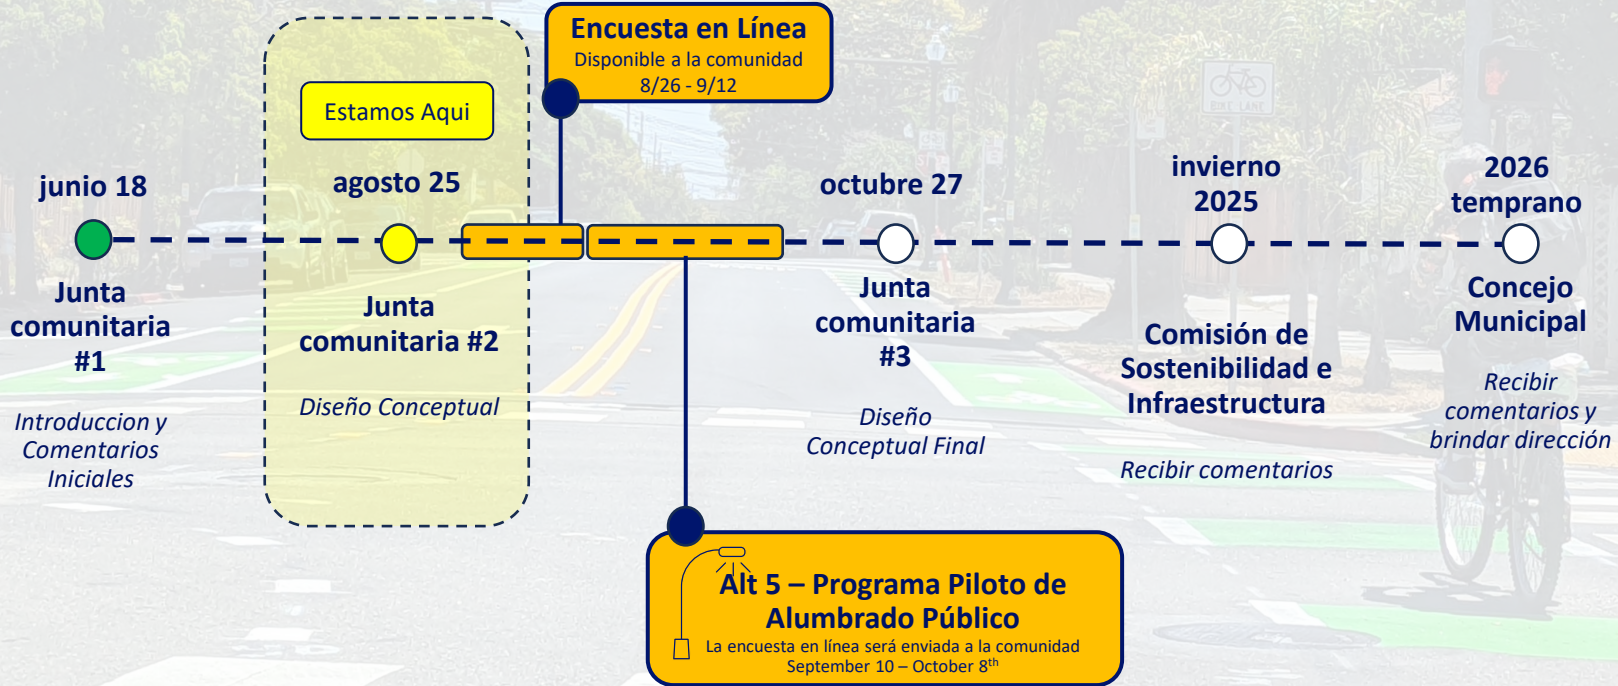 Encuesta en Línea
Disponible a la comunidad
8/26 - 9/12
Estamos Aqui
junio 18
Junta
comunitaria
#1
Introduccion y
Comentarios
Iniciales
agosto 25
Junta
comunitaria #2
Diseño Conceptual
octubre 27
Junta
comunitaria
#3
Diseño
Conceptual Final
invierno
2025
Comisión de
Sostenibilidad e
Infraestructura
Recibir comentarios
2026
temprano
Concejo
Municipal
Recibir
comentarios y
brindar dirección
Alt 5 – Programa Piloto de
Alumbrado Público
La encuesta en línea será enviada a la comunidad
September 10 – October 8th
BIKE LANE